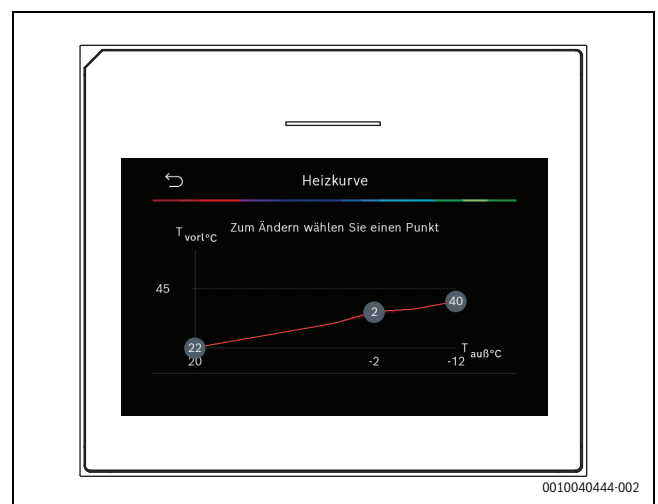 Heizkurve
Zum Ändern wählen Sie einen Punkt
T vorl°C
45
40
2
22
T auß°C
20 -2 -12
0010040444-002